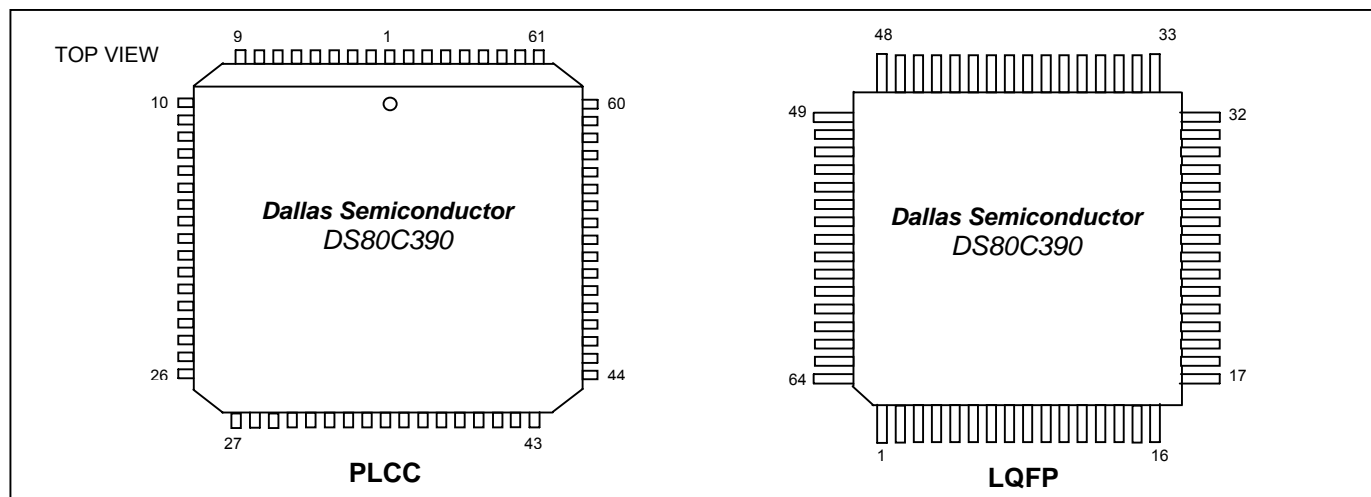 TOP VIEW
9 1 61
10 60
Dallas Semiconductor
DS80C390
26 44
27 43
PLCC
48 33
49 32
Dallas Semiconductor
DS80C390
64 17
1 16
LQFP